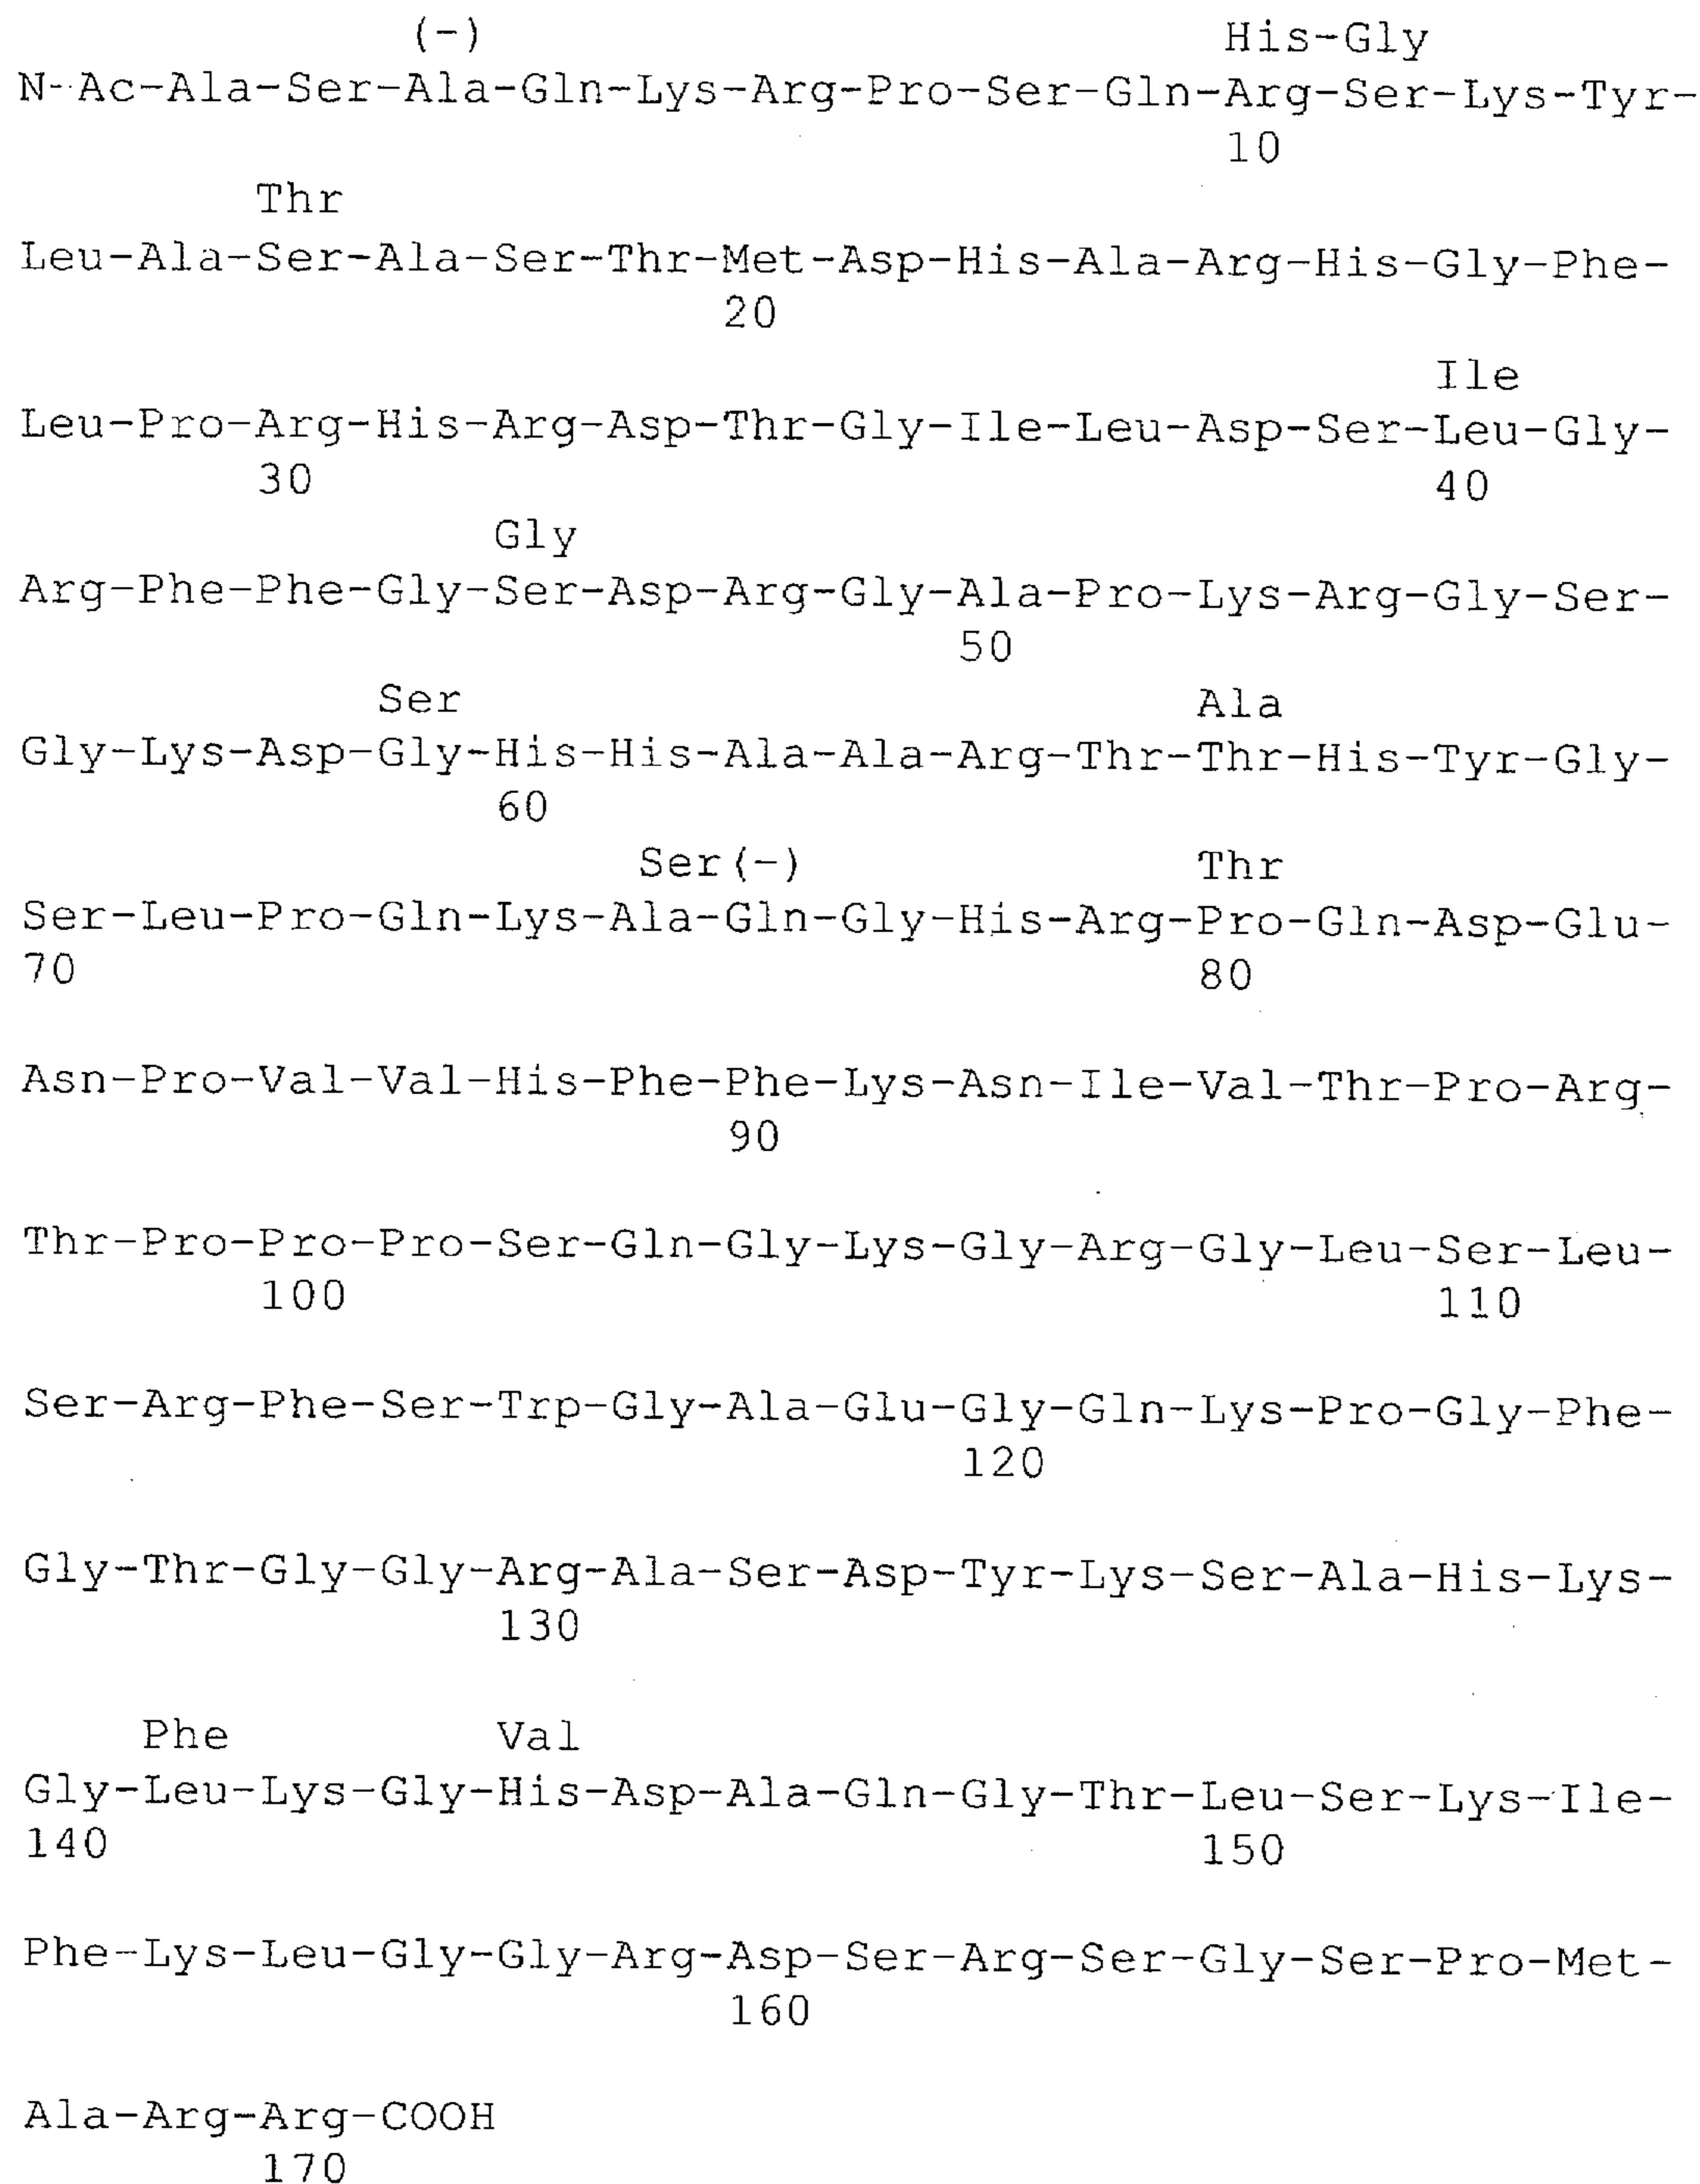 (-) His-Gly
N-Ac-Ala-Ser-Ala-Gln-Lys-Arg-Pro-Ser-Gln-Arg-Ser-Lys-Tyr-
10
Thr
Leu-Ala-Ser-Ala-Ser-Thr-Met-Asp-His-Ala-Arg-His-Gly-Phe-
20
Ile
Leu-Pro-Arg-His-Arg-Asp-Thr-Gly-Ile-Leu-Asp-Ser-Leu-Gly-
30 40
Gly
Arg-Phe-Phe-Gly-Ser-Asp-Arg-Gly-Ala-Pro-Lys-Arg-Gly-Ser-
50
Ser Ala
Gly-Lys-Asp-Gly-His-His-Ala-Ala-Arg-Thr-Thr-His-Tyr-Gly-
60
Ser(-) Thr
Ser-Leu-Pro-Gln-Lys-Ala-Gln-Gly-His-Arg-Pro-Gln-Asp-Glu-
70 80
Asn-Pro-Val-Val-His-Phe-Phe-Lys-Asn-Ile-Val-Thr-Pro-Arg-
90
Thr-Pro-Pro-Pro-Ser-Gln-Gly-Lys-Gly-Arg-Gly-Leu-Ser-Leu-
100 110
Ser-Arg-Phe-Ser-Trp-Gly-Ala-Glu-Gly-Gln-Lys-Pro-Gly-Phe-
120
Gly-Thr-Gly-Gly-Arg-Ala-Ser-Asp-Tyr-Lys-Ser-Ala-His-Lys-
130
Phe Val
Gly-Leu-Lys-Gly-His-Asp-Ala-Gln-Gly-Thr-Leu-Ser-Lys-Ile-
140 150
Phe-Lys-Leu-Gly-Gly-Arg-Asp-Ser-Arg-Ser-Gly-Ser-Pro-Met-
160
Ala-Arg-Arg-COOH
170